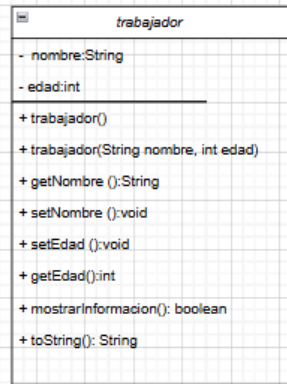 trabajador
- nombre:String
- edad:int
+ trabajador()
+ trabajador(String nombre, int edad)
+ getNombre ():String
+ setNombre ():void
+ setEdad ():void
+ getEdad():int
+ mostrarInformacion(): boolean
+ toString(): String